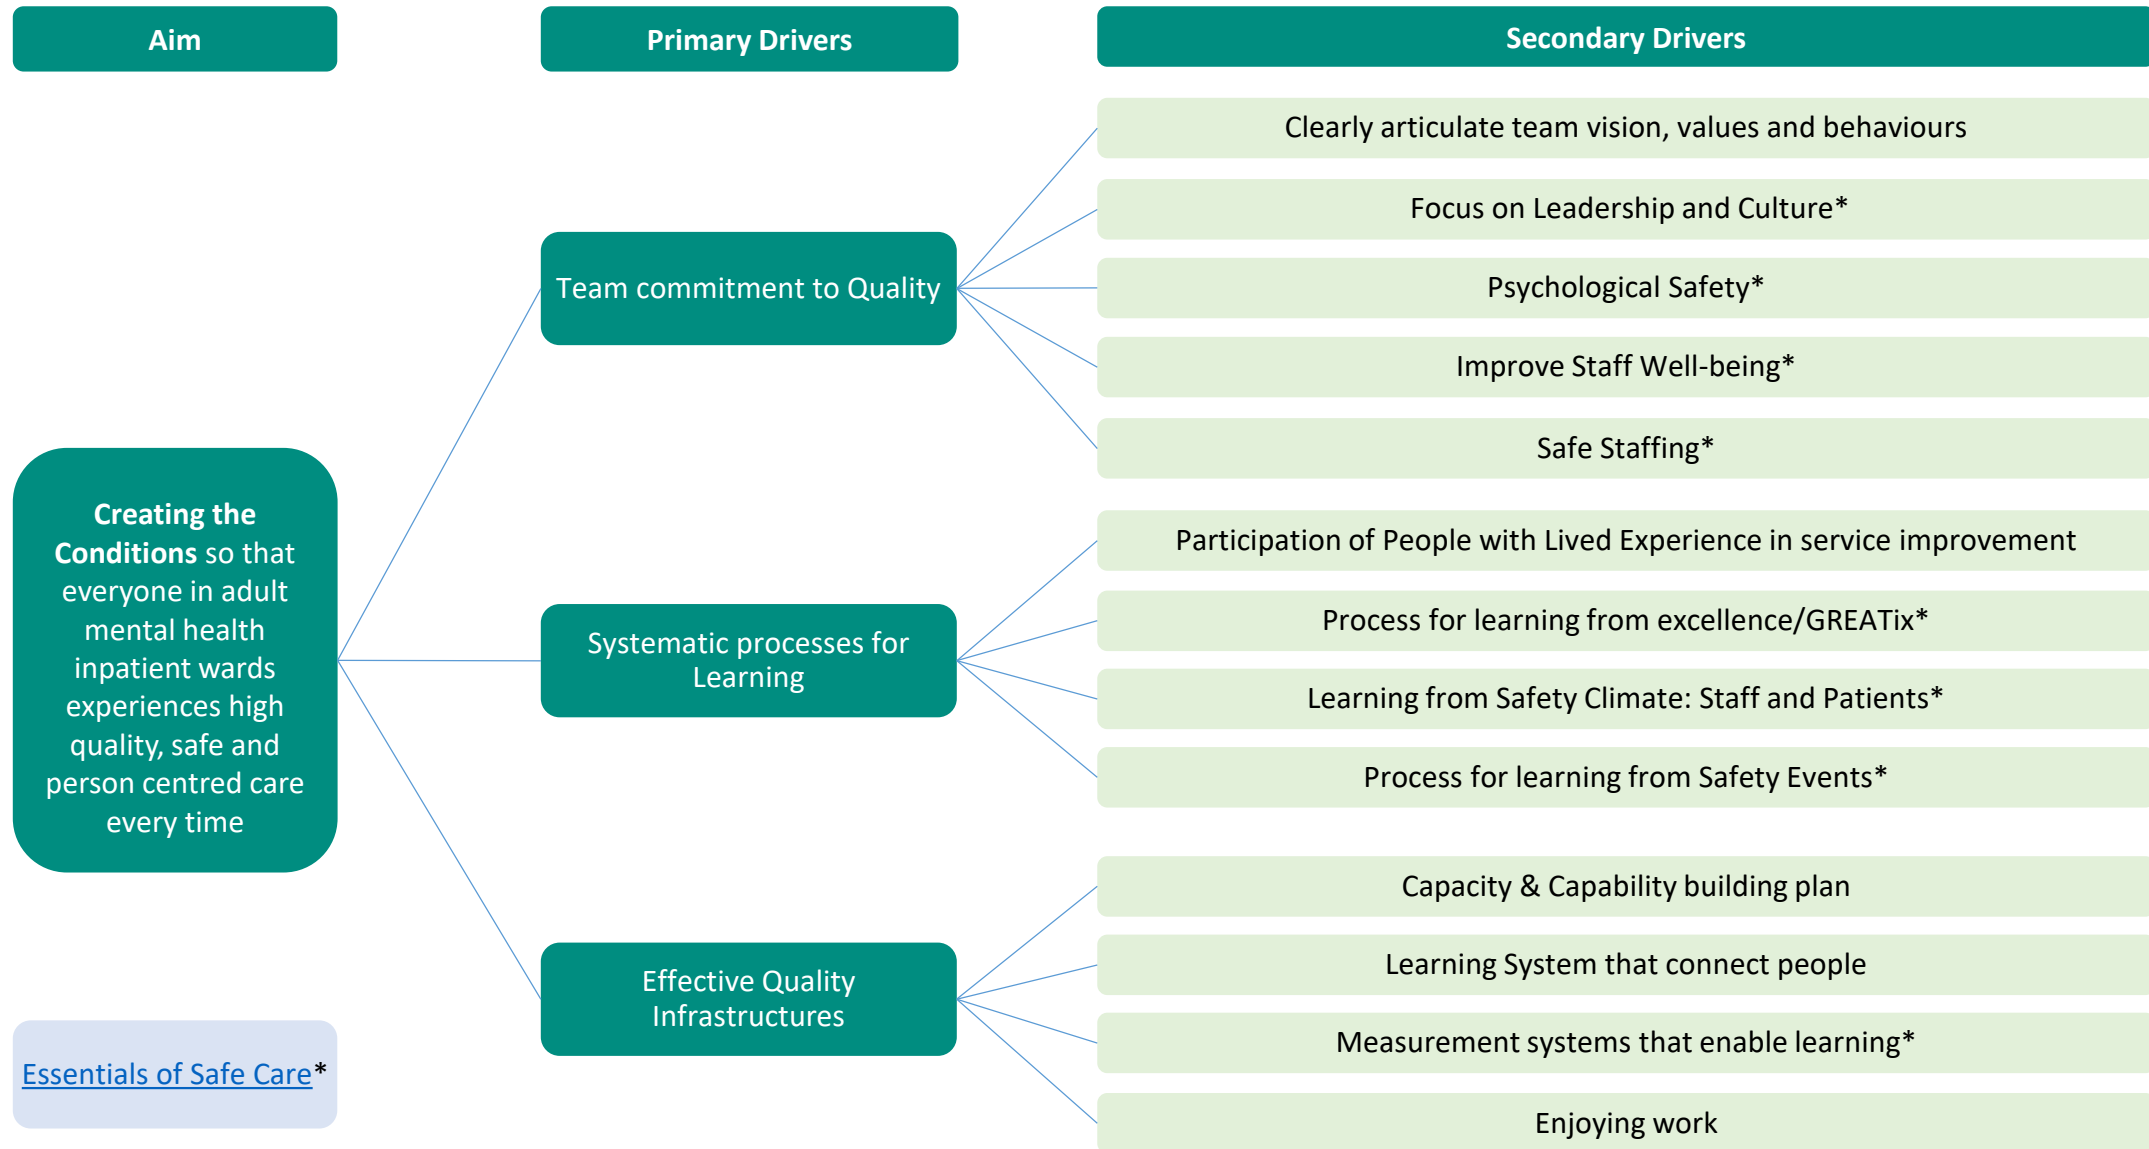 Aim
Primary Drivers
Secondary Drivers
Creating the
Conditions so that
everyone in adult
mental health
inpatient wards
experiences high
quality, safe and
person centred care
every time
Essentials of Safe Care*
Team commitment to Quality
Clearly articulate team vision, values and behaviours
Focus on Leadership and Culture*
Psychological Safety*
Improve Staff Well-being*
Safe Staffing*
Systematic processes for
Learning
Participation of People with Lived Experience in service improvement
Process for learning from excellence/GREATix*
Learning from Safety Climate: Staff and Patients*
Process for learning from Safety Events*
Effective Quality
Infrastructures
Capacity & Capability building plan
Learning System that connect people
Measurement systems that enable learning*
Enjoying work